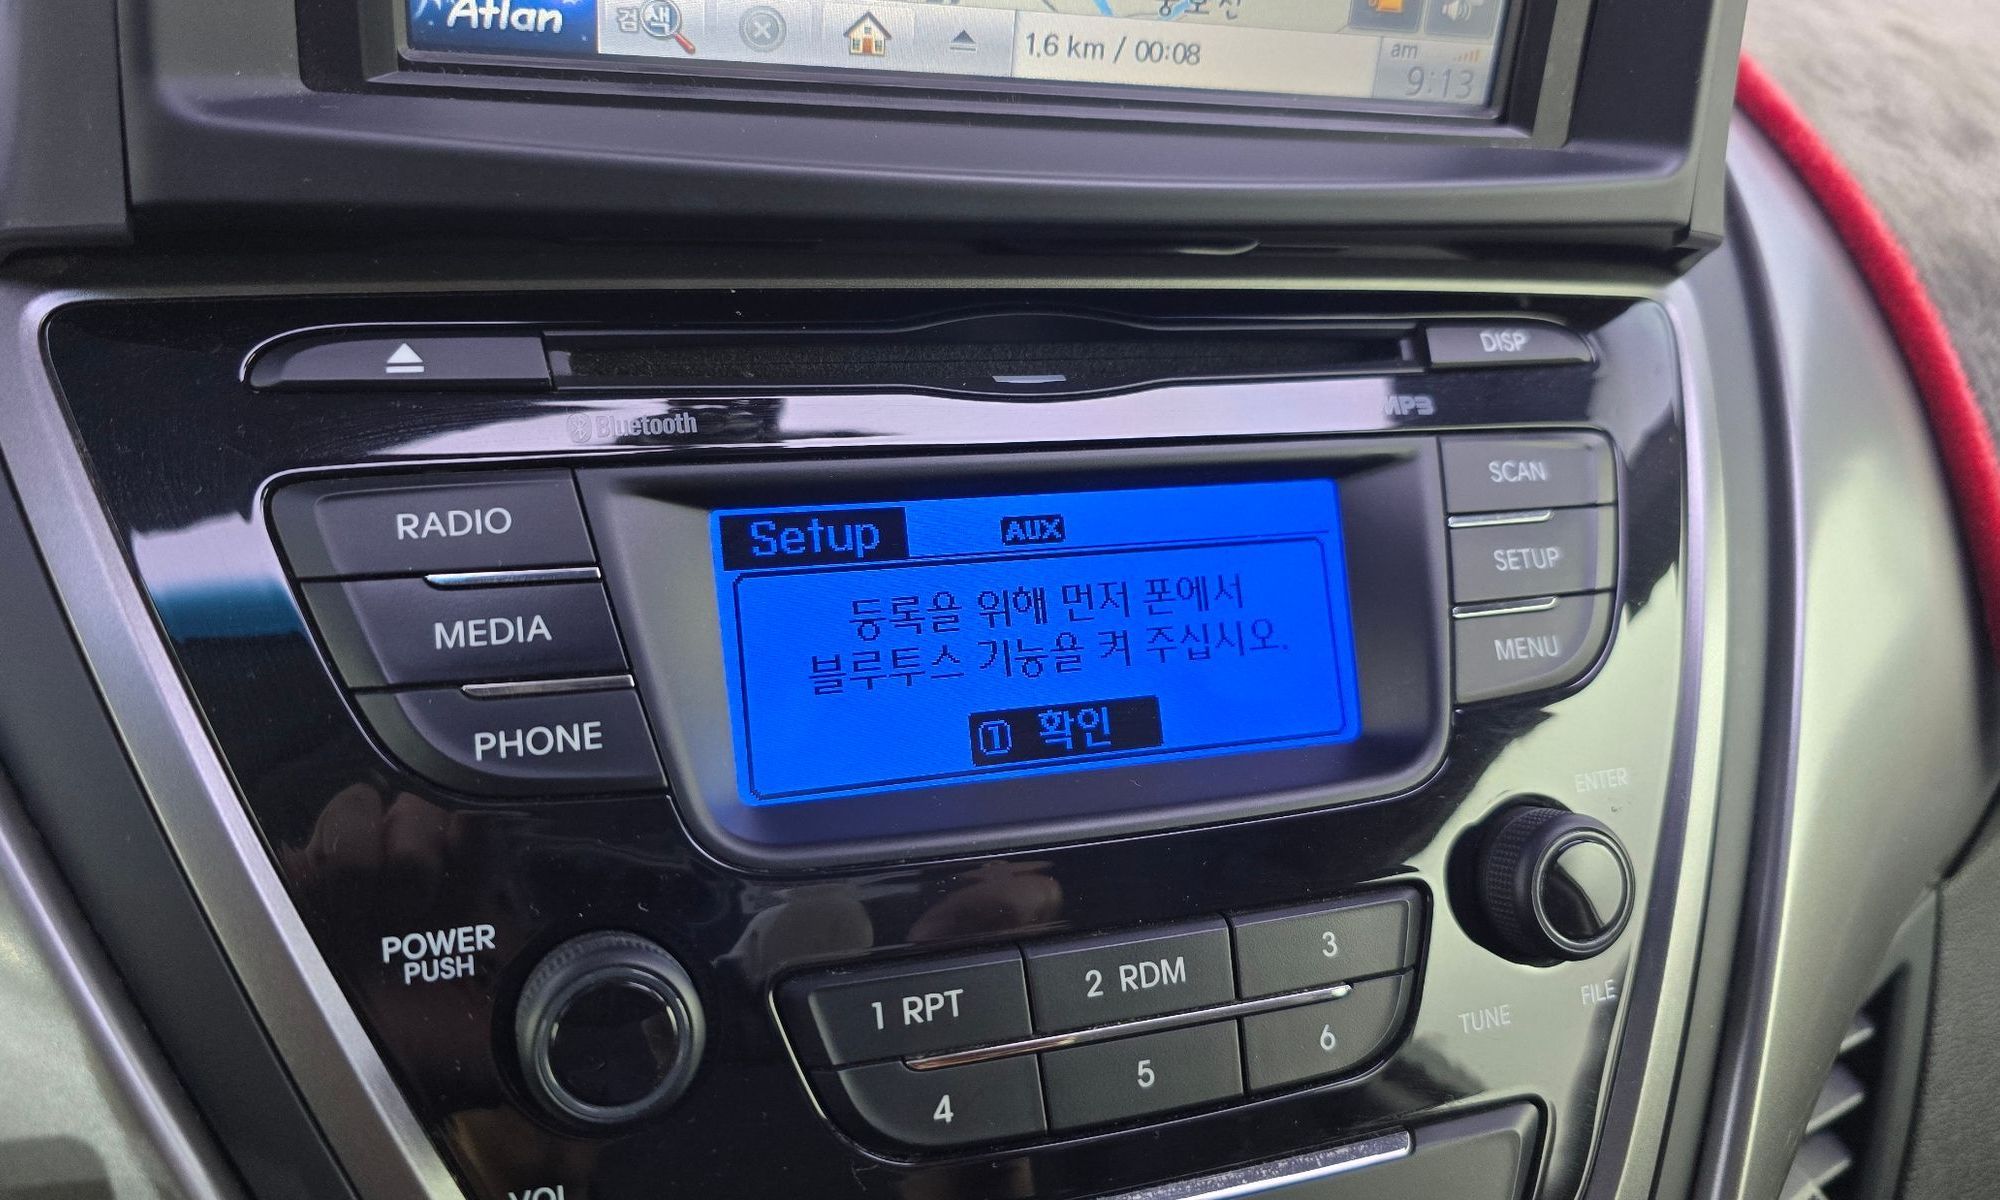 Atlan
검색
1.6 km / 00:08
am
9:13
DISP
Bluetooth
MP3
RADIO
MEDIA
PHONE
Setup
AUX
등록을 위해 먼저 폰에서
블루투스 기능을 켜 주십시오.
① 확인
SCAN
SETUP
MENU
ENTER
POWER
PUSH
1 RPT
2 RDM
3
4
5
6
TUNE
FILE
VOL